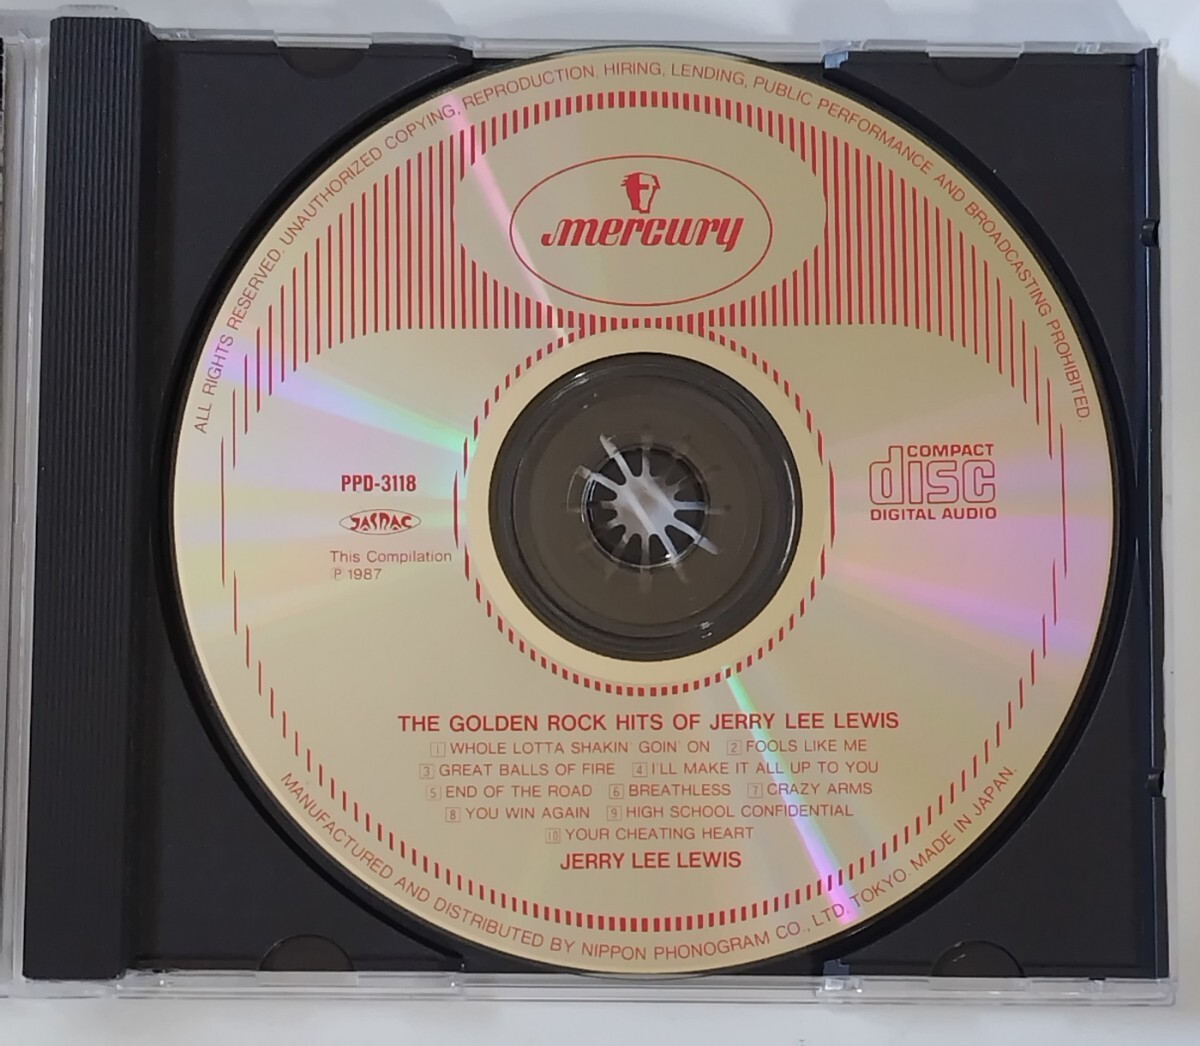 ALL RIGHTS RESERVED. UNAUTHORIZED COPYING, REPRODUCTION, HIRING, LENDING, PUBLIC PERFORMANCE AND BROADCASTING PROHIBITED.
mercury
PPD-3118
JASRAC
This Compilation
Ⓟ 1987
COMPACT
disc
DIGITAL AUDIO
THE GOLDEN ROCK HITS OF JERRY LEE LEWIS
1 WHOLE LOTTA SHAKIN' GOIN' ON 2 FOOLS LIKE ME
3 GREAT BALLS OF FIRE 4 I'LL MAKE IT ALL UP TO YOU
5 END OF THE ROAD 6 BREATHLESS 7 CRAZY ARMS
8 YOU WIN AGAIN 9 HIGH SCHOOL CONFIDENTIAL
10 YOUR CHEATING HEART
JERRY LEE LEWIS
MANUFACTURED AND DISTRIBUTED BY NIPPON PHONOGRAM CO., LTD. TOKYO. MADE IN JAPAN.